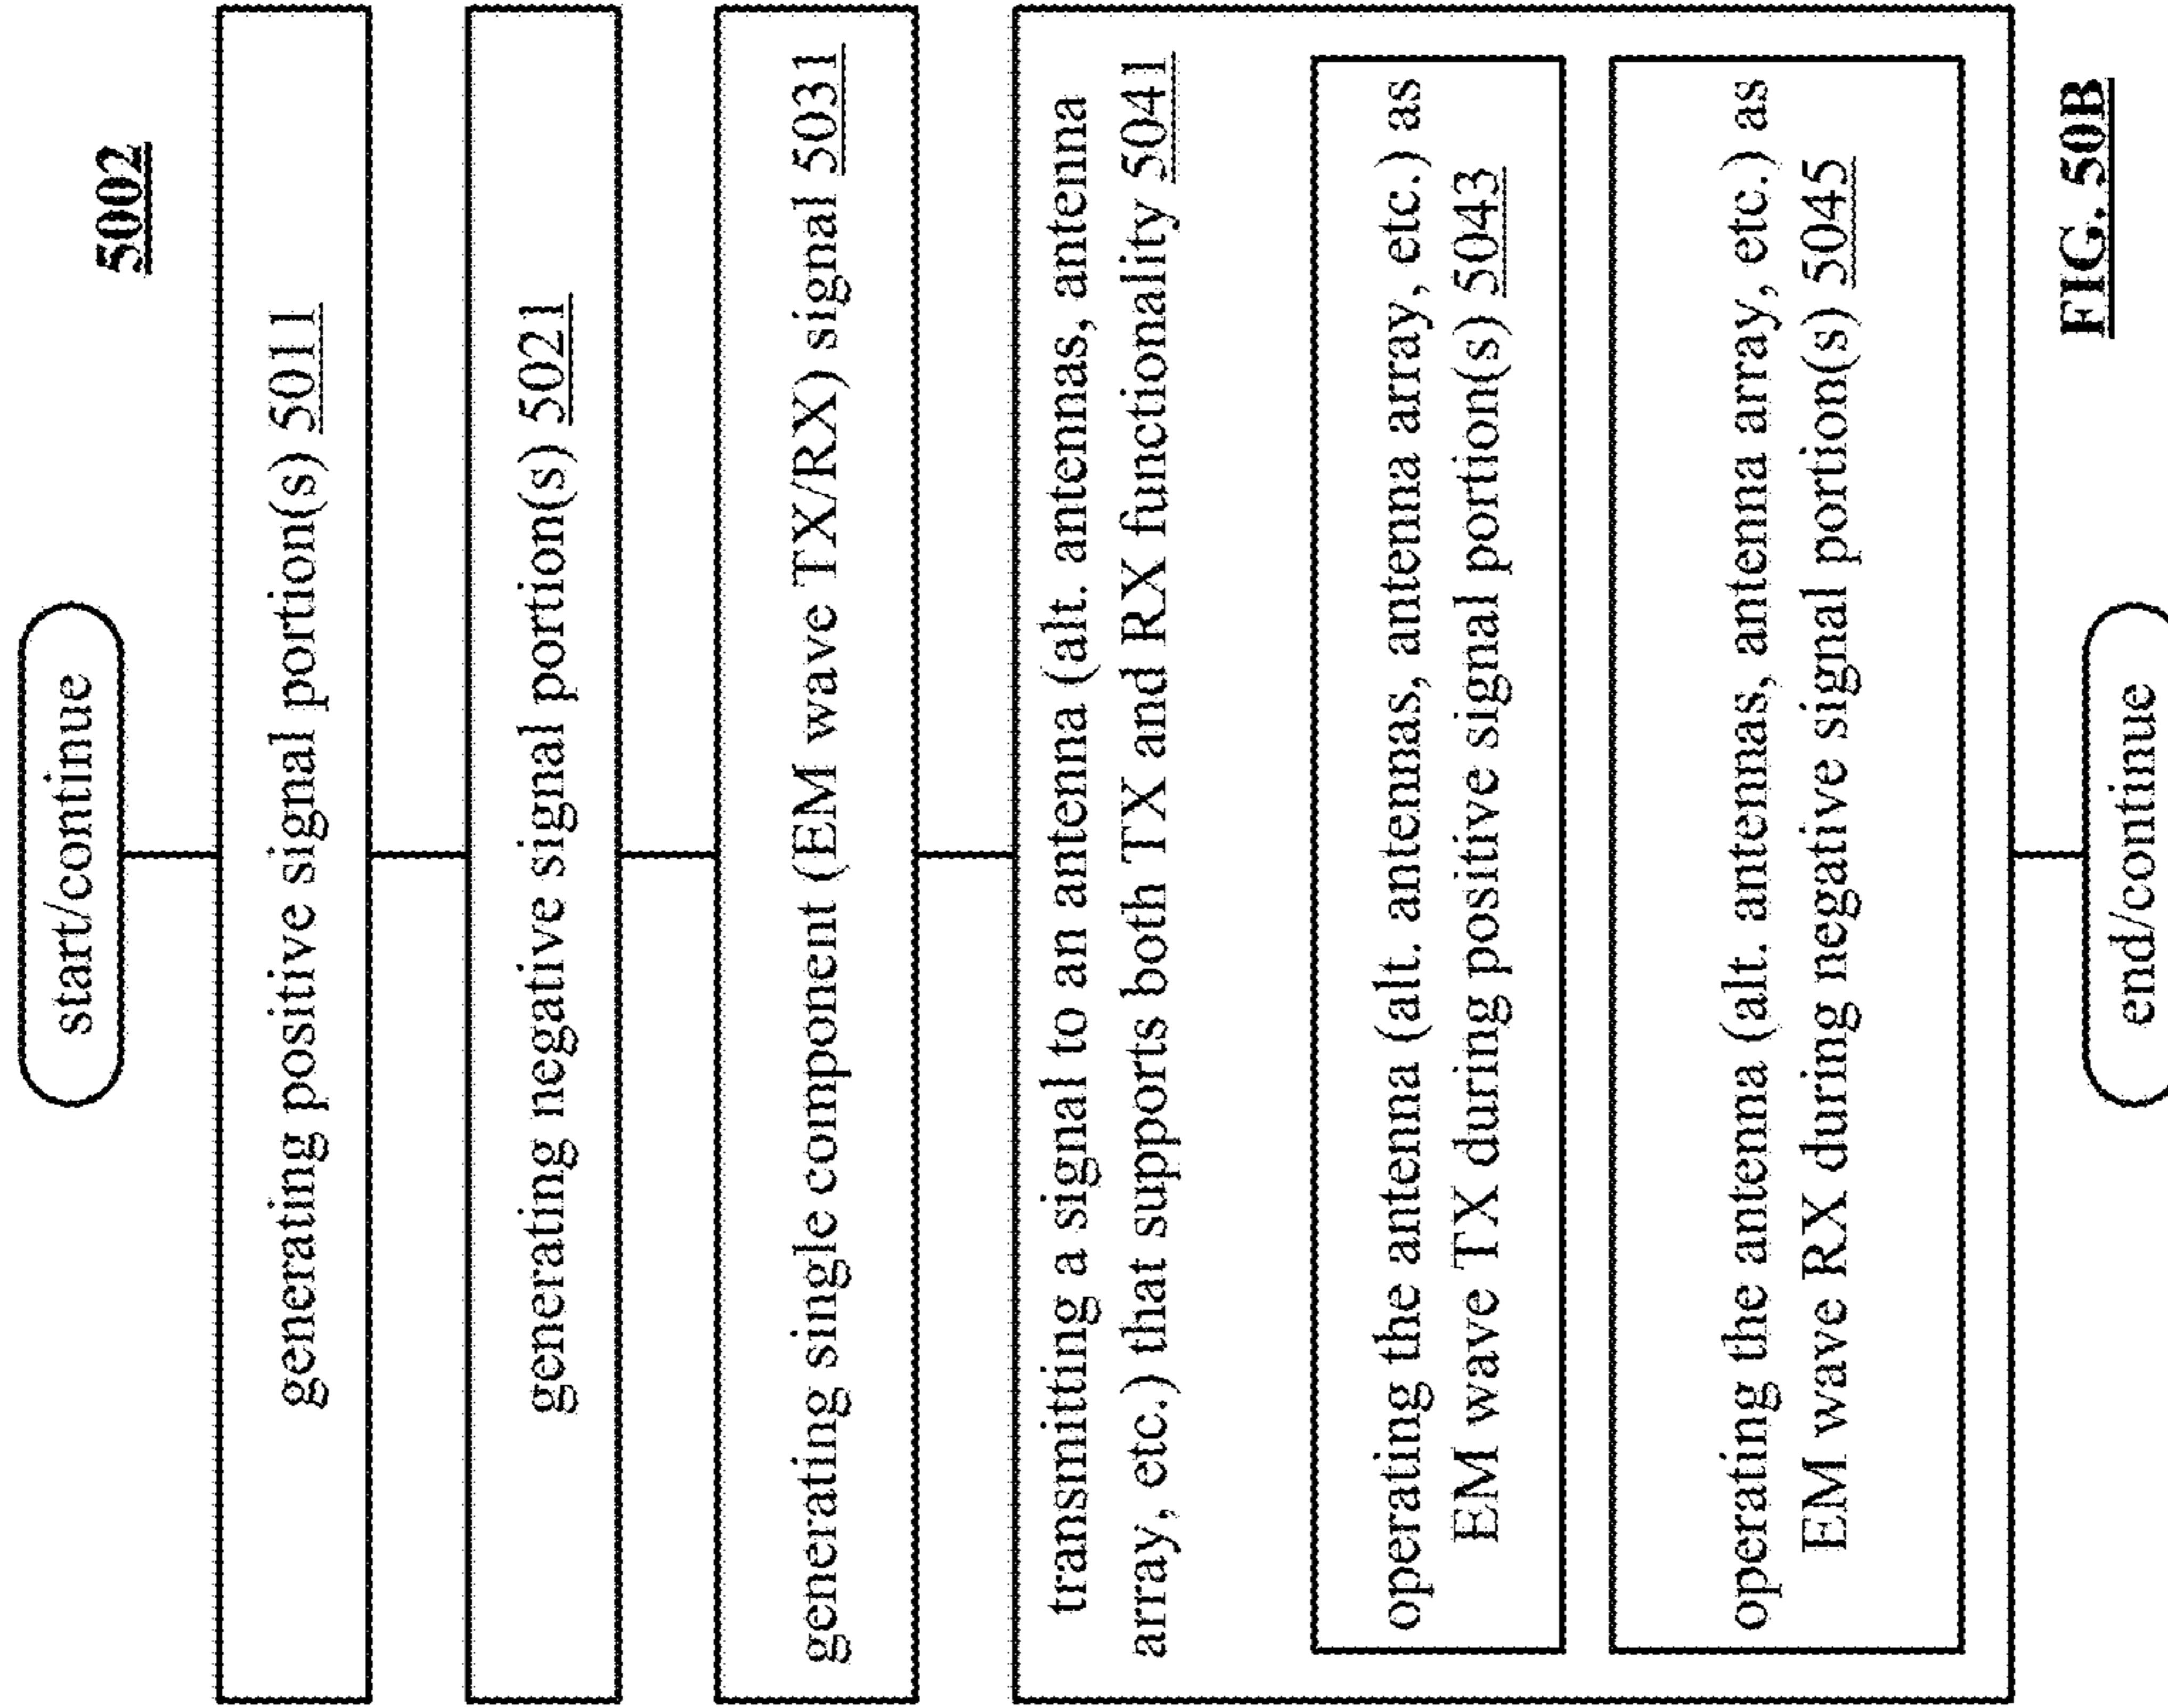 5002
start/continue
generating positive signal portion(s) 5011
generating negative signal portion(s) 5021
generating single component (EM wave TX/RX) signal 5031
transmitting a signal to an antenna (alt. antennas, antenna
array, etc.) that supports both TX and RX functionality 5041
operating the antenna (alt. antennas, antenna array, etc.) as
EM wave TX during positive signal portion(s) 5043
operating the antenna (alt. antennas, antenna array, etc.) as
EM wave RX during negative signal portion(s) 5045
end/continue
FIG. 50B